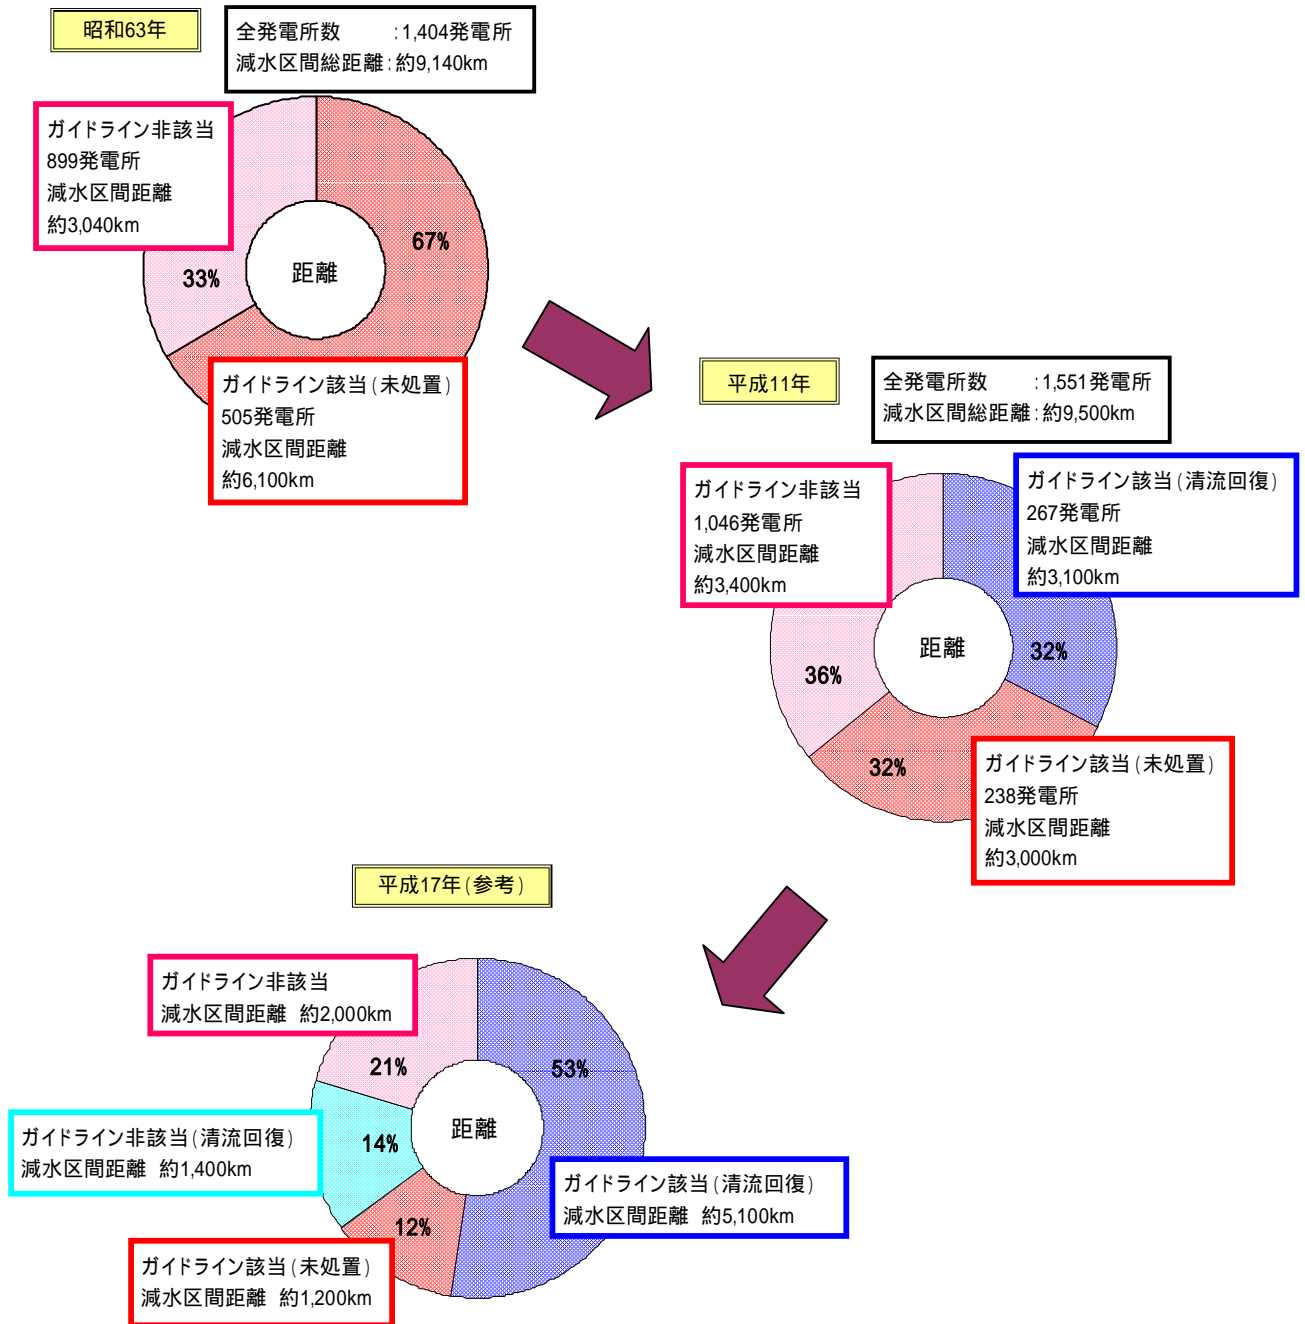 昭和63年
全発電所数　　：1,404発電所
減水区間総距離：約9,140km
ガイドライン非該当
899発電所
減水区間距離
約3,040km
67%
33%
距離
ガイドライン該当(未処置)
505発電所
減水区間距離
約6,100km
平成11年
全発電所数　　：1,551発電所
減水区間総距離：約9,500km
ガイドライン非該当
1,046発電所
減水区間距離
約3,400km
ガイドライン該当(清流回復)
267発電所
減水区間距離
約3,100km
距離
32%
36%
32%
ガイドライン該当(未処置)
238発電所
減水区間距離
約3,000km
平成17年(参考)
ガイドライン非該当
減水区間距離 約2,000km
21%
53%
ガイドライン非該当(清流回復)
減水区間距離 約1,400km
14%
距離
ガイドライン該当(清流回復)
減水区間距離 約5,100km
12%
ガイドライン該当(未処置)
減水区間距離 約1,200km